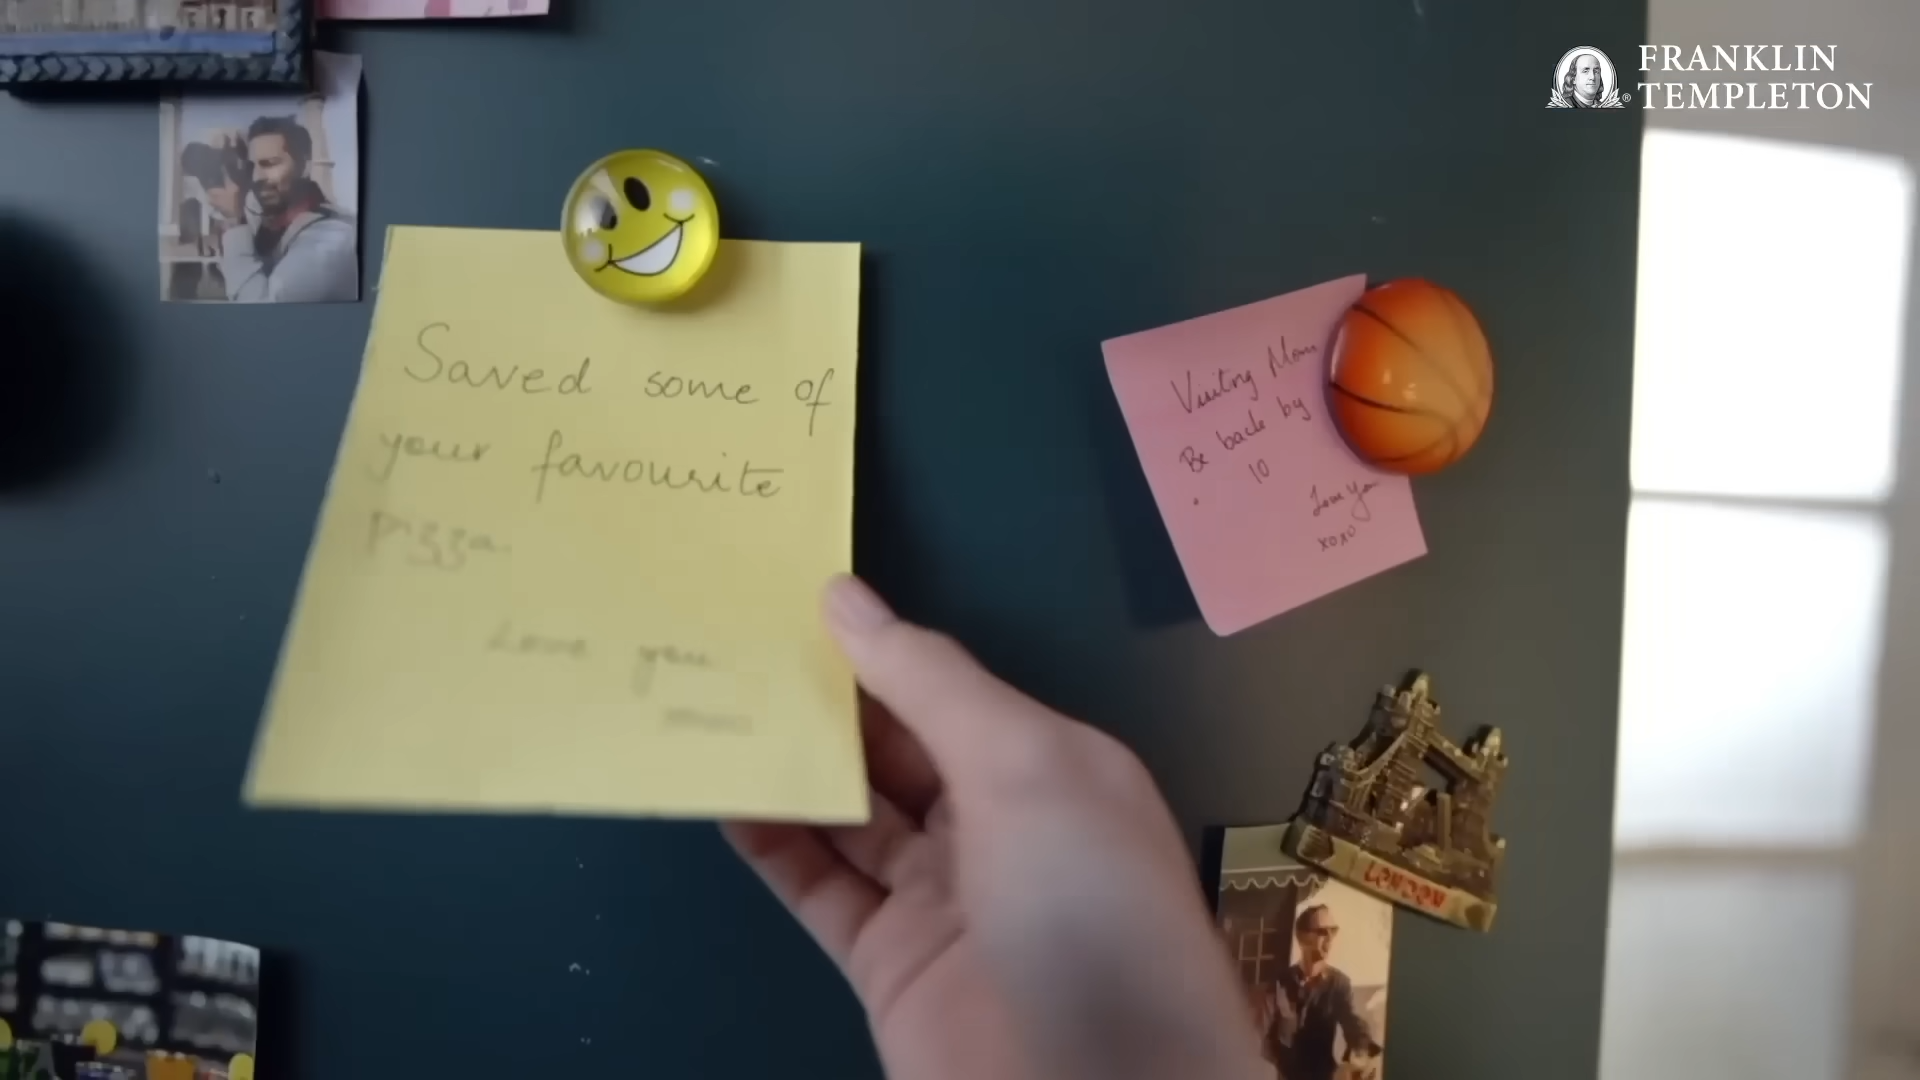 FRANKLIN
TEMPLETON
Saved some of
your favourite
pizza.
Love you
Visiting Mom
Be back by
10
Love you
xoxo
LONDON